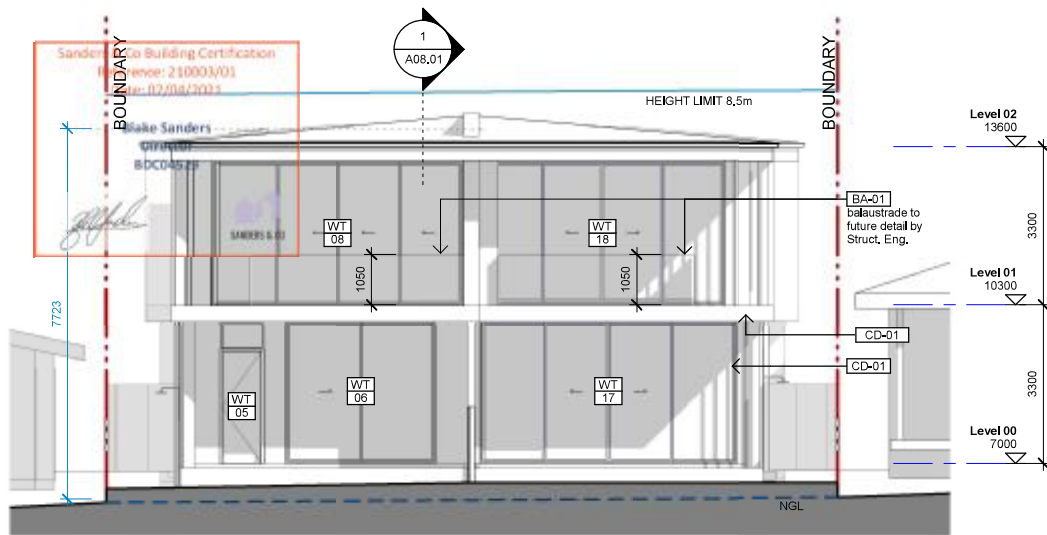 Sanders & Co Building Certification
Reference: 210003/01
Date: 07/04/2021
Blake Sanders
Director
BDC04529
SANDERS & CO
BOUNDARY
1
A08.01
HEIGHT LIMIT 8.5m
BOUNDARY
Level 02
13600
BA-01
balaustrade to
future detail by
Struct. Eng.
WT
08
WT
18
1050
1050
3300
Level 01
10300
7723
CD-01
CD-01
WT
05
WT
06
WT
17
3300
Level 00
7000
NGL